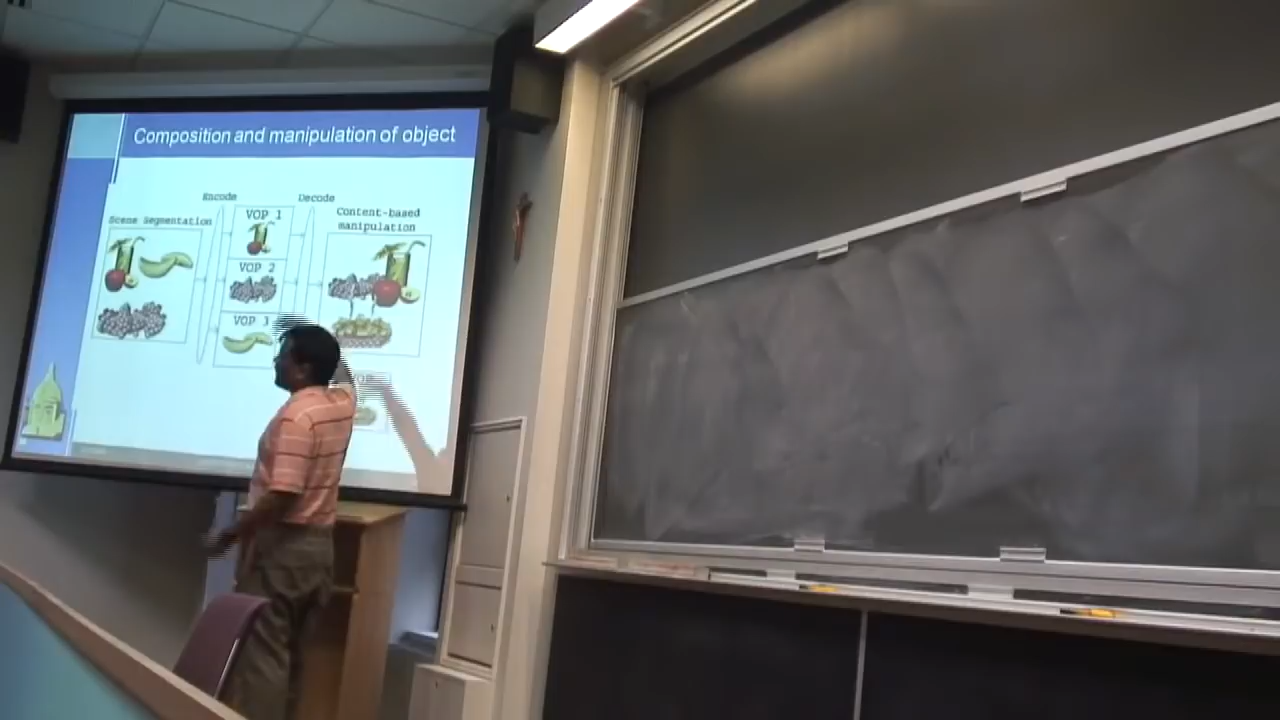 Composition and manipulation of object
Encode
Decode
Scene Segmentation
VOP 1
Content-based
manipulation
VOP 2
VOP 3